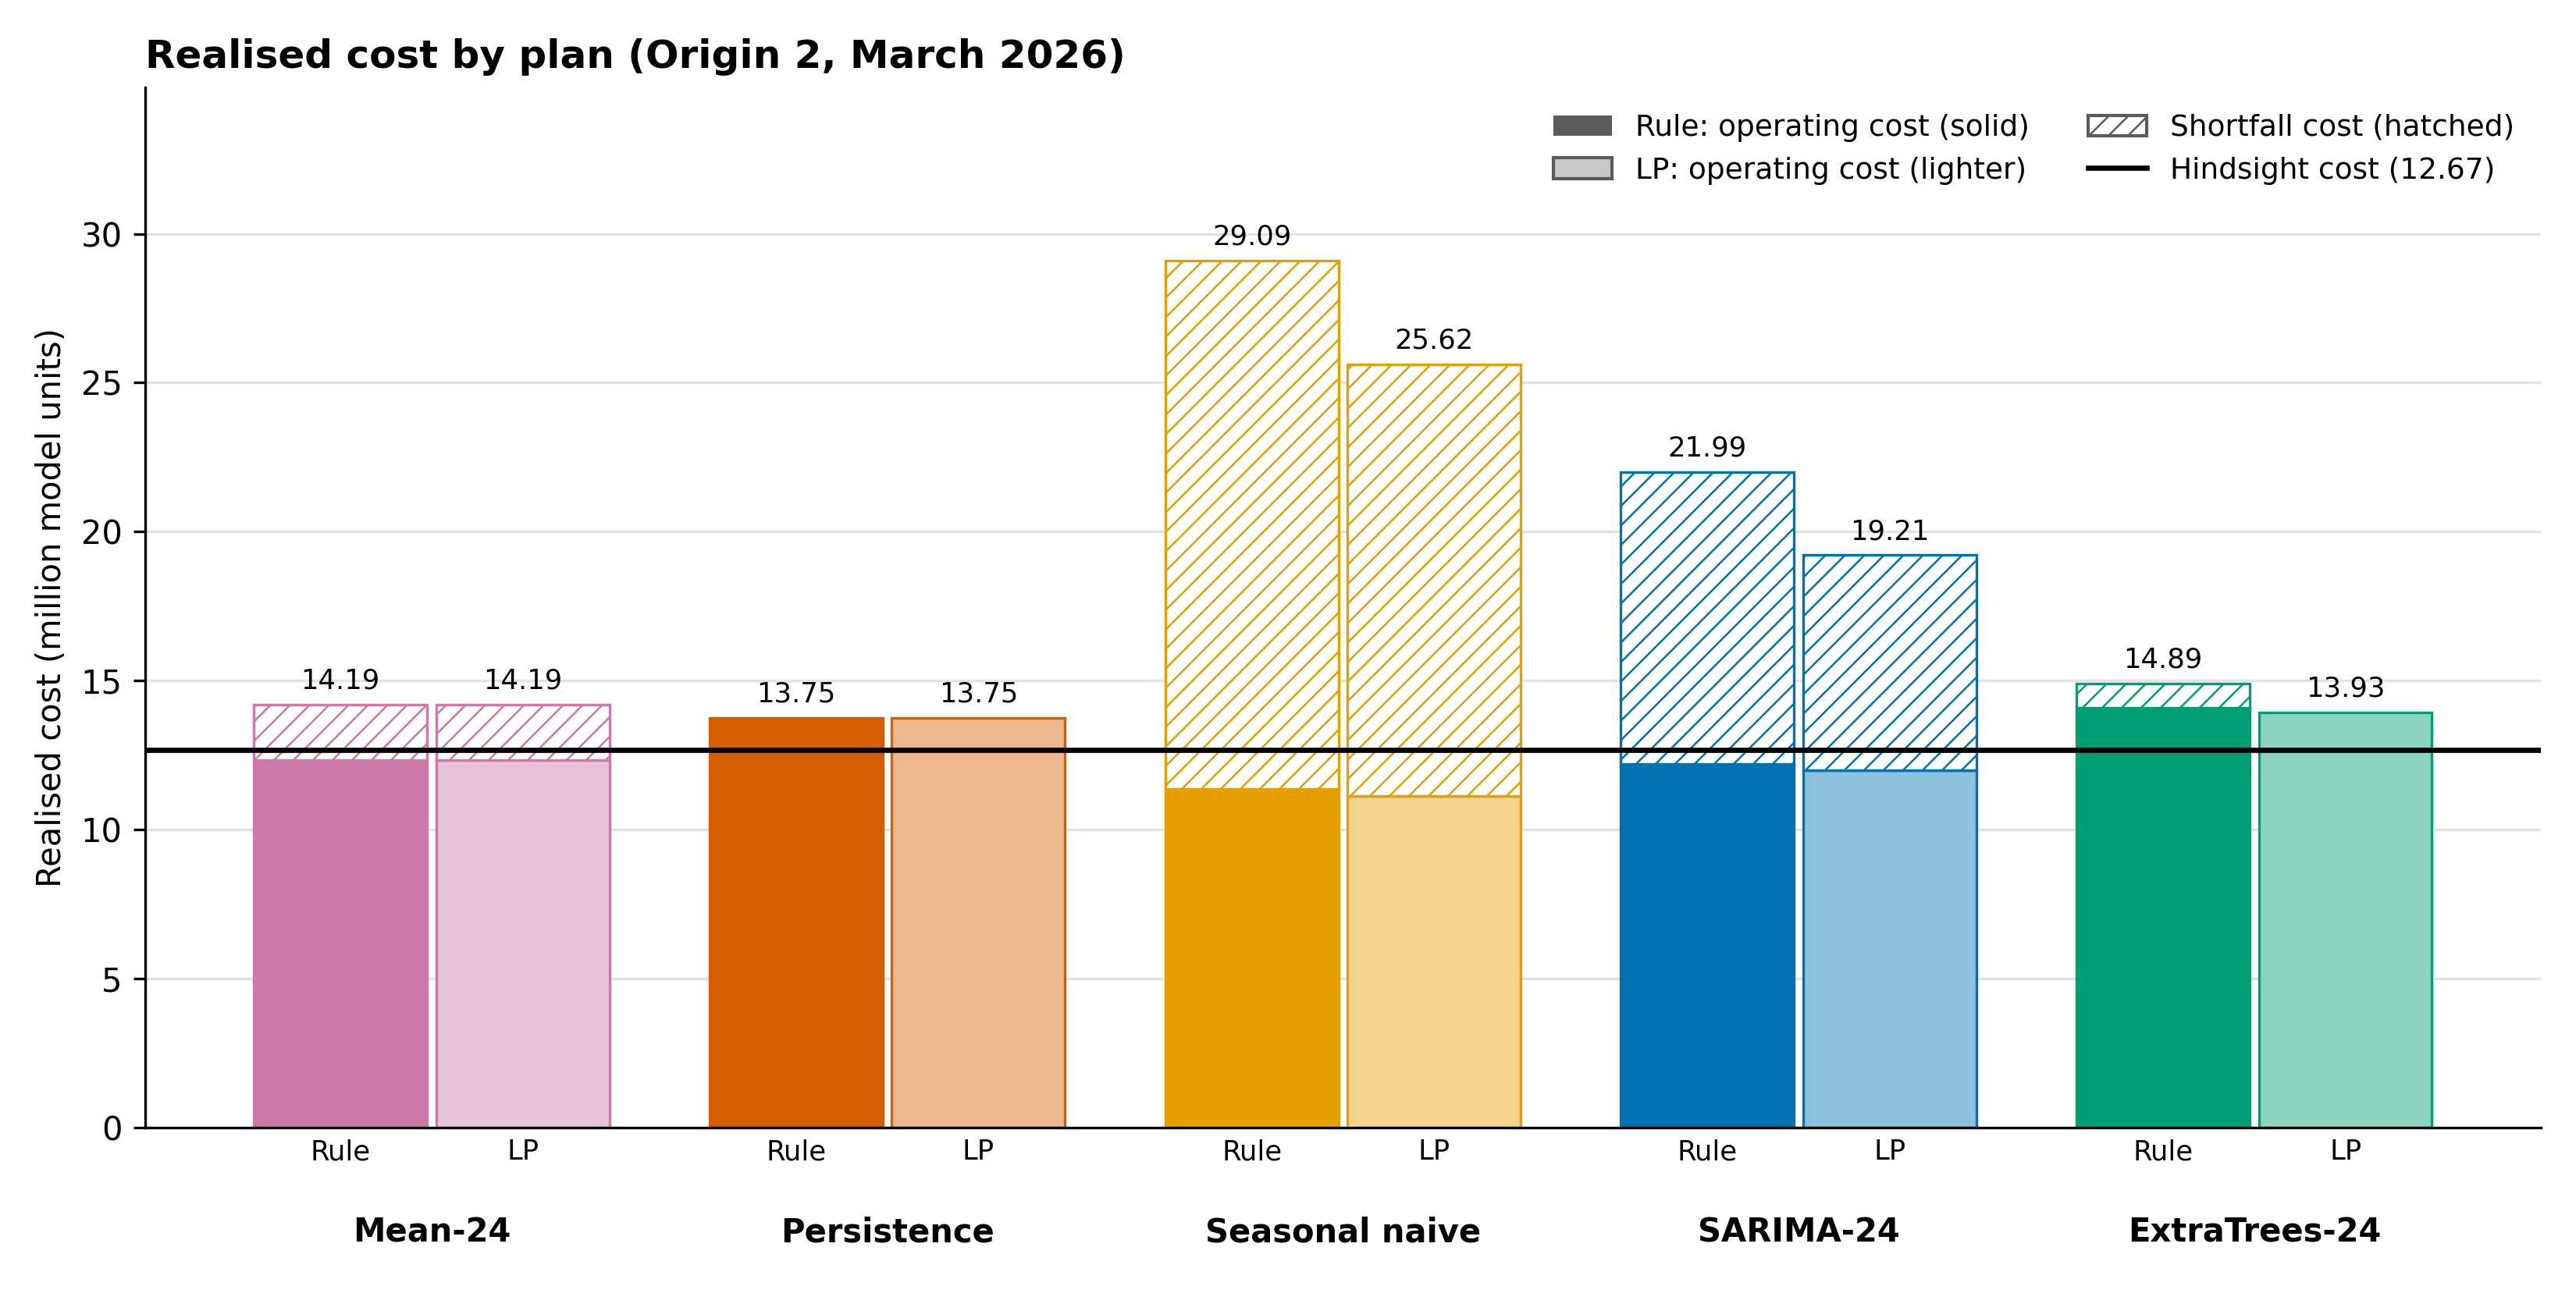 Realised cost by plan (Origin 2, March 2026)
Rule: operating cost (solid)
LP: operating cost (lighter)
Shortfall cost (hatched)
Hindsight cost (12.67)
Realised cost (million model units)
30
25
20
15
10
5
0
14.19 14.19 13.75 13.75 29.09 25.62 21.99 19.21 14.89 13.93
Rule LP Rule LP Rule LP Rule LP Rule LP
Mean-24 Persistence Seasonal naive SARIMA-24 ExtraTrees-24